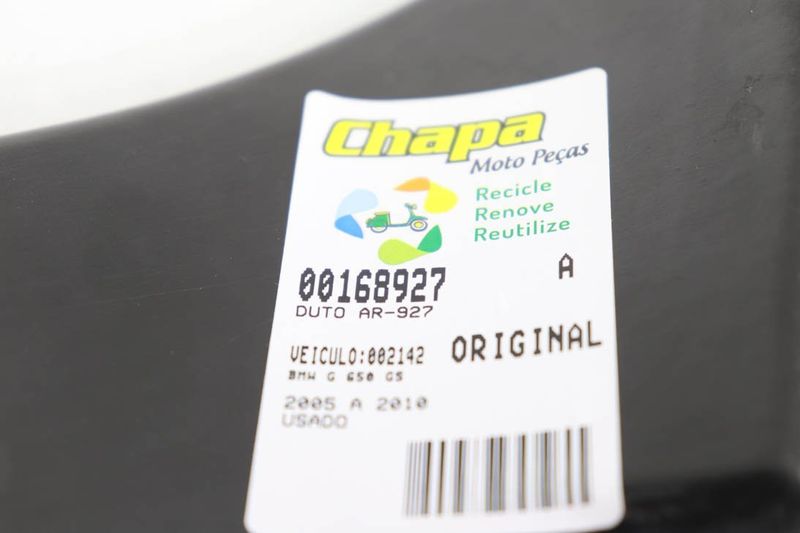 Chapa
Moto Peças
Recicle
Renove
Reutilize
A
00168927
DUTO AR-927
ORIGINAL
VEICULO:002142
BMW G 650 GS
2005 A 2010
USADO